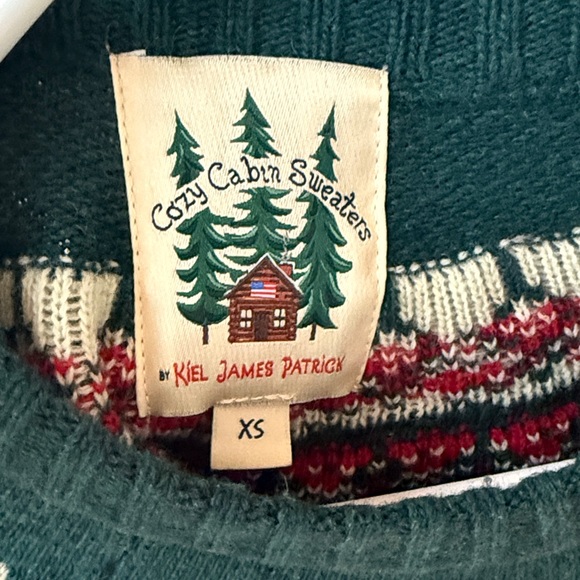 Cozy Cabin Sweaters
BY KIEL JAMES PATRICK
XS